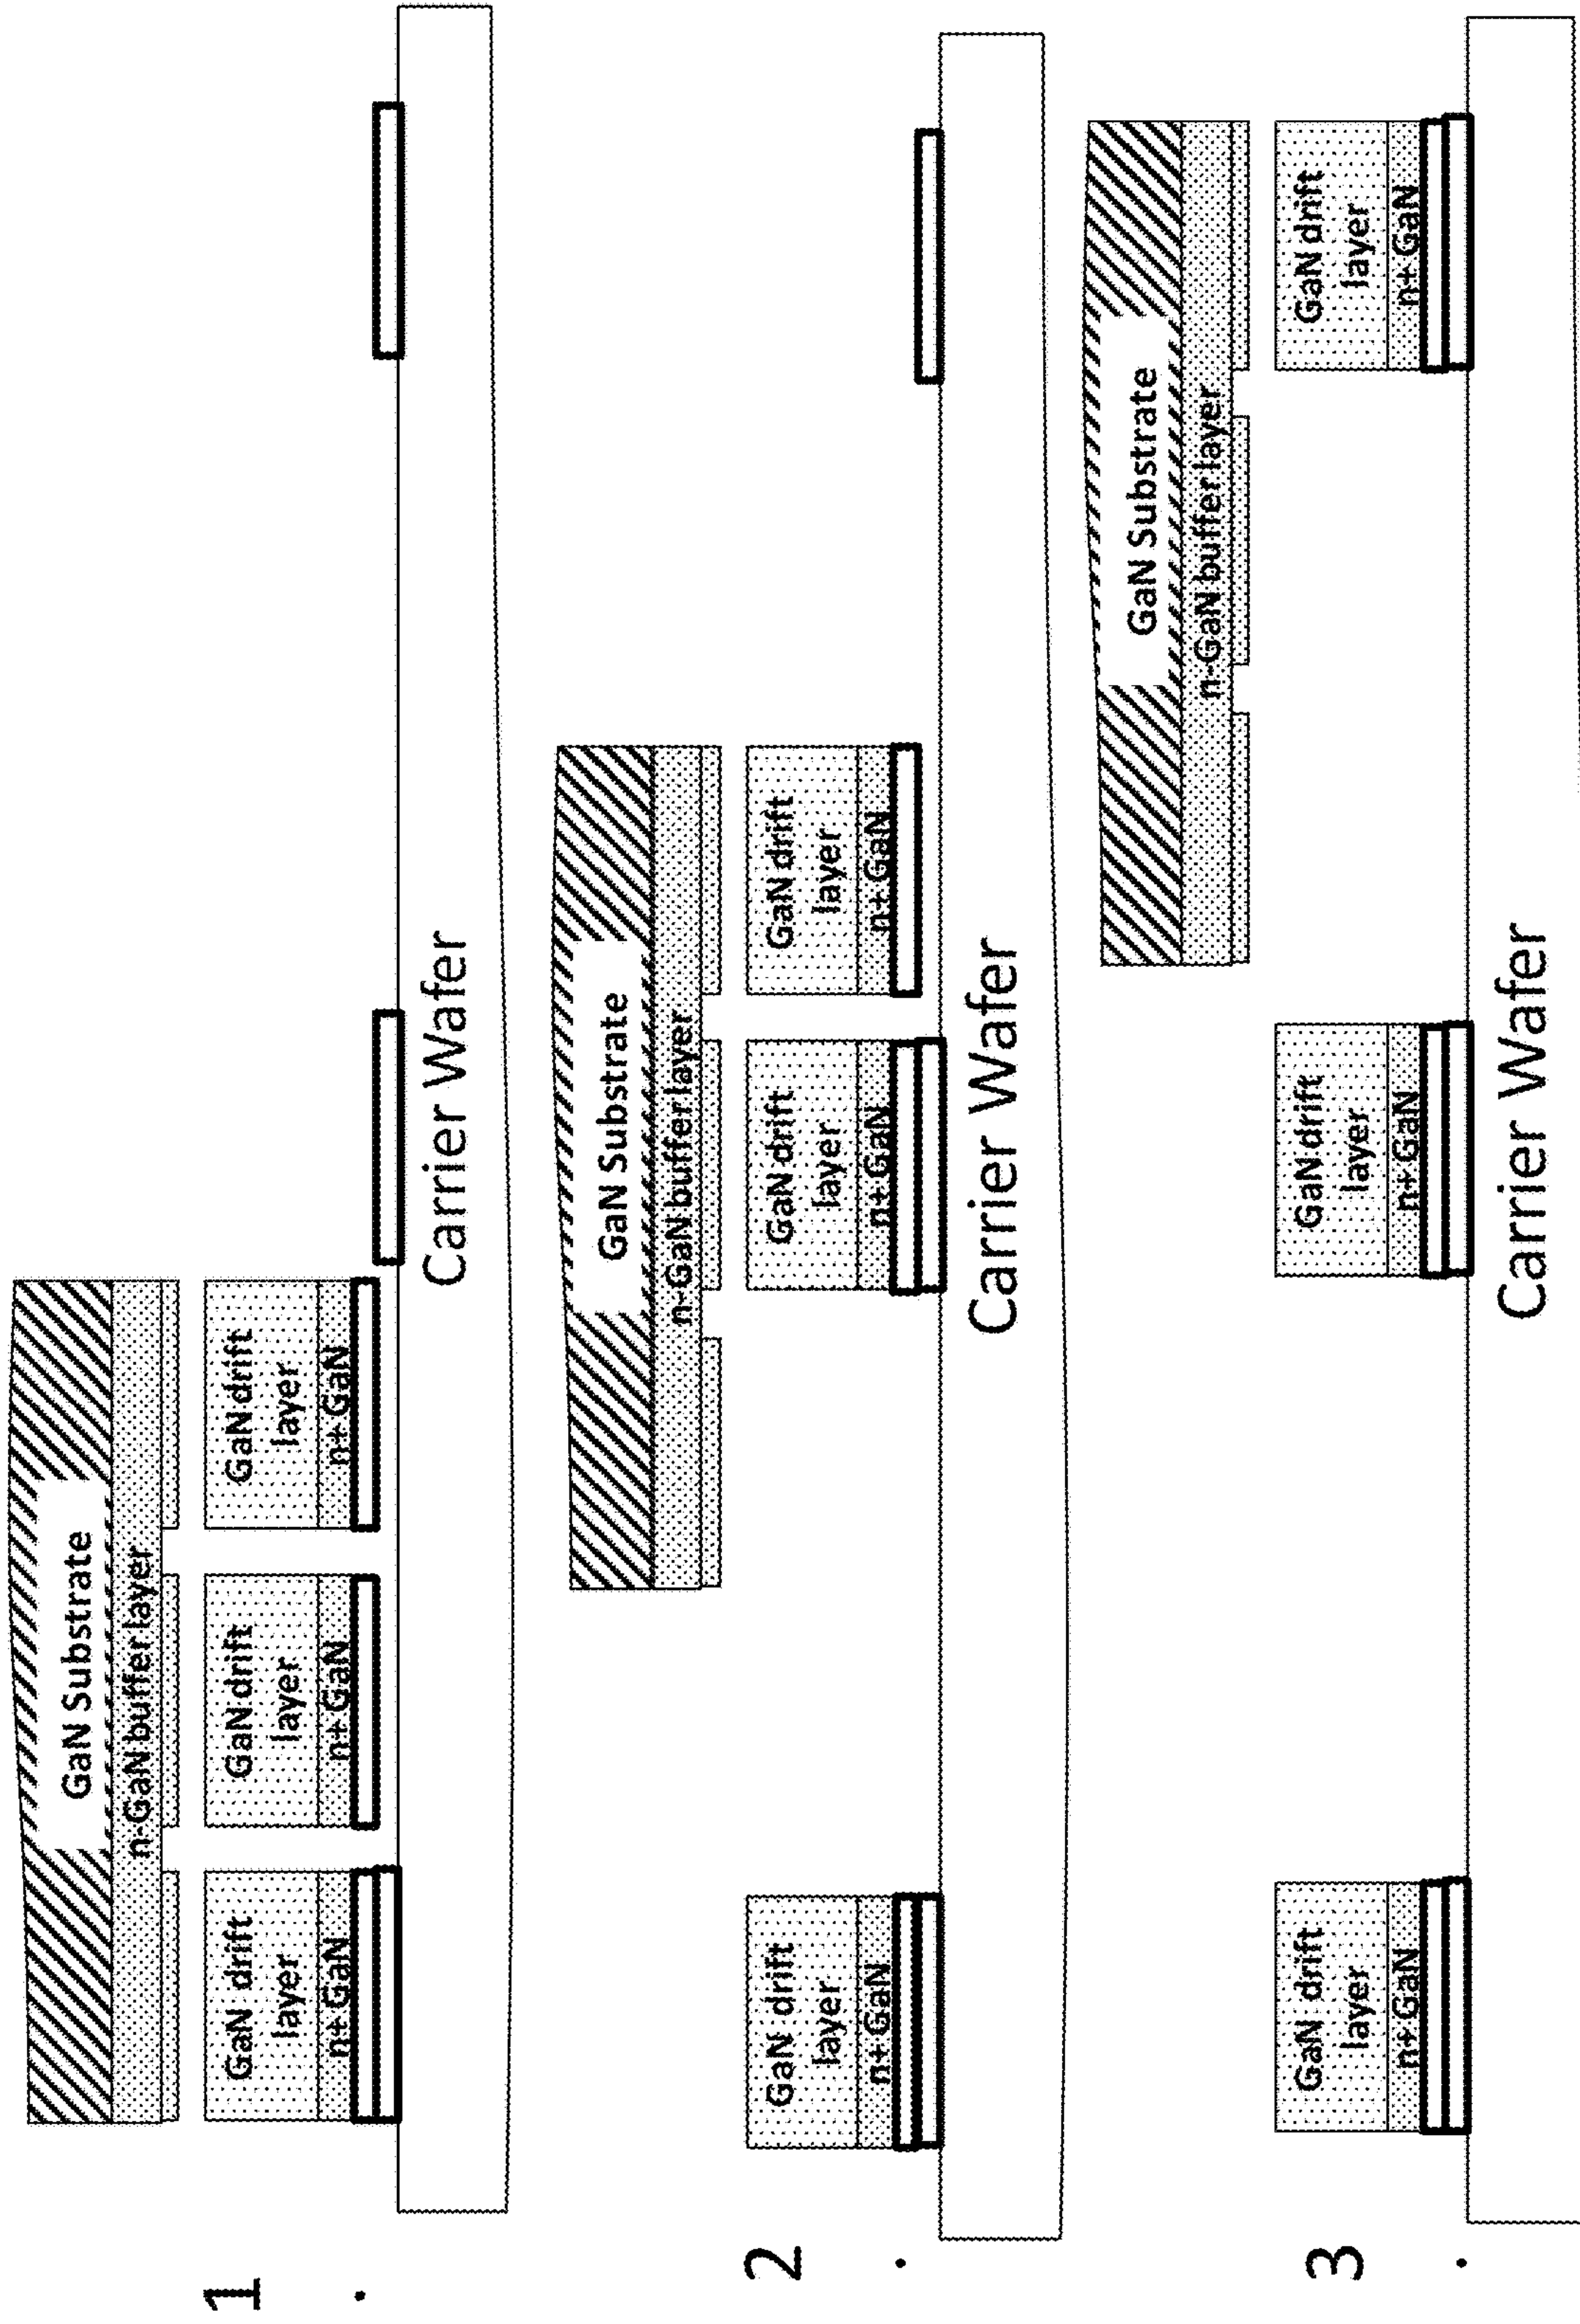 1.
GaN Substrate
n-GaN buffer layer
GaN drift
layer
n+ GaN
GaN drift
layer
n+ GaN
GaN drift
layer
n+ GaN
Carrier Wafer
2.
GaN Substrate
n-GaN buffer layer
GaN drift
layer
n+ GaN
GaN drift
layer
n+ GaN
GaN drift
layer
n+ GaN
Carrier Wafer
3.
GaN Substrate
n-GaN buffer layer
GaN drift
layer
n+ GaN
GaN drift
layer
n+ GaN
GaN drift
layer
n+ GaN
Carrier Wafer